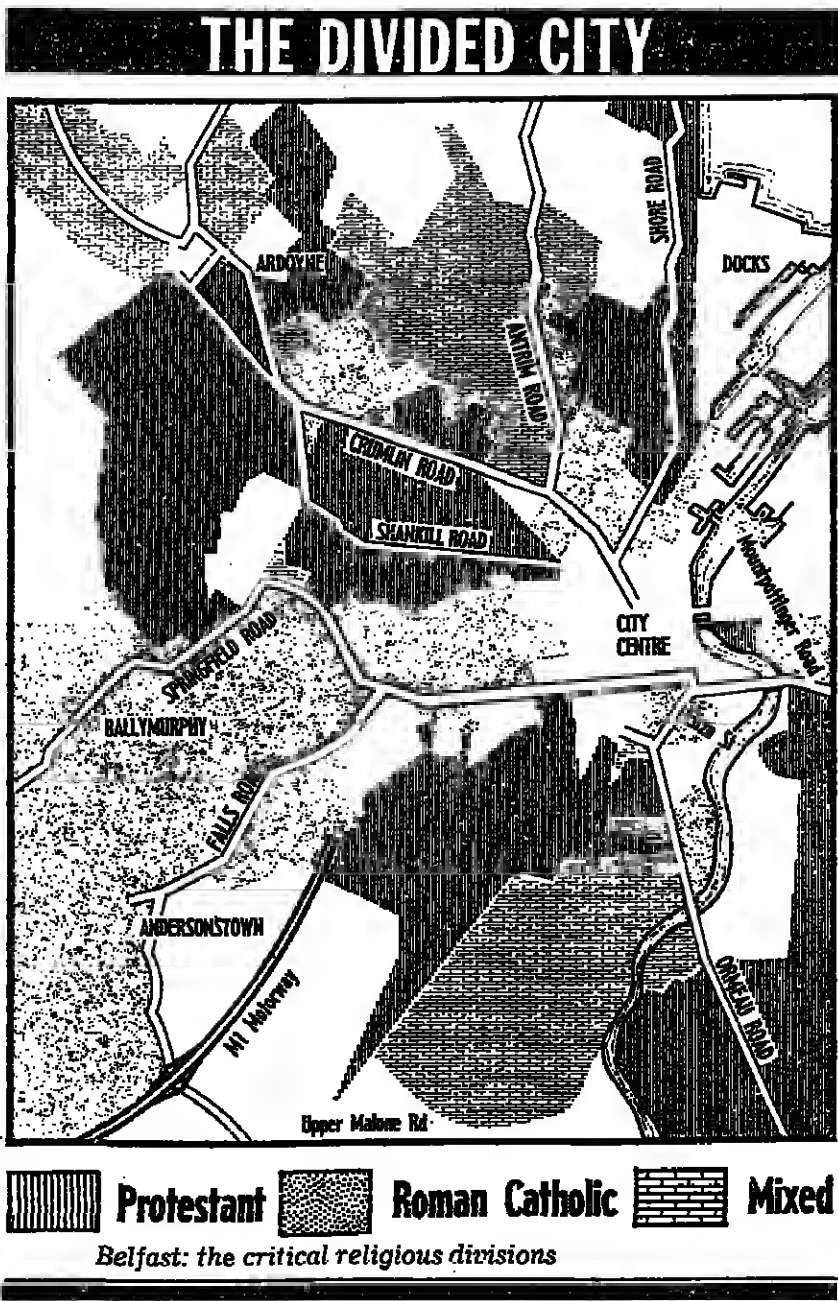 THE DIVIDED CITY
SHORE ROAD
ARDOYNE
DOCKS
ANTRIM ROAD
CRUMLIN ROAD
SHANKILL ROAD
Mountpottinger Road
CITY
CENTRE
SPRINGFIELD ROAD
BALLYMURPHY
FALLS ROAD
ANDERSONSTOWN
ORMEAU ROAD
M1 Motorway
Upper Malone Rd
Protestant
Roman Catholic
Mixed
Belfast: the critical religious divisions